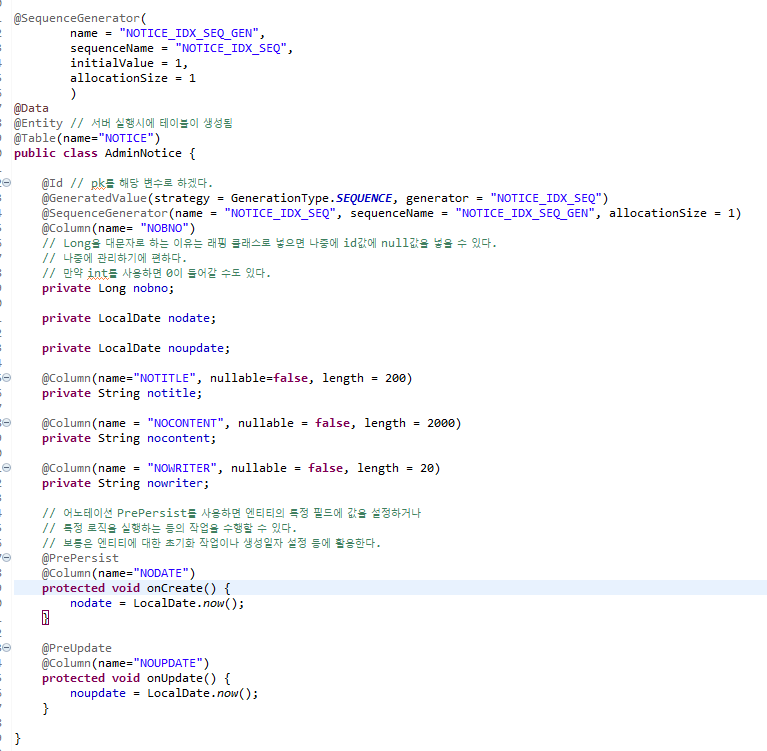 @SequenceGenerator(
name = "NOTICE_IDX_SEQ_GEN",
sequenceName = "NOTICE_IDX_SEQ",
initialValue = 1,
allocationSize = 1
)
@Data
@Entity // 서버 실행시에 테이블이 생성됨
@Table(name="NOTICE")
public class AdminNotice {
@Id // pk를 해당 변수로 하겠다.
@GeneratedValue(strategy = GenerationType.SEQUENCE, generator = "NOTICE_IDX_SEQ")
@SequenceGenerator(name = "NOTICE_IDX_SEQ", sequenceName = "NOTICE_IDX_SEQ_GEN", allocationSize = 1)
@Column(name= "NOBNO")
// Long을 대문자로 하는 이유는 래핑 클래스로 넣으면 나중에 id값에 null값을 넣을 수 있다.
// 나중에 관리하기에 편하다.
// 만약 int를 사용하면 0이 들어갈 수도 있다.
private Long nobno;
private LocalDate nodate;
private LocalDate noupdate;
@Column(name="NOTITLE", nullable=false, length = 200)
private String notitle;
@Column(name = "NOCONTENT", nullable = false, length = 2000)
private String nocontent;
@Column(name = "NOWRITER", nullable = false, length = 20)
private String nowriter;
// 어노테이션 PrePersist를 사용하면 엔티티의 특정 필드에 값을 설정하거나
// 특정 로직을 실행하는 등의 작업을 수행할 수 있다.
// 보통은 엔티티에 대한 초기화 작업이나 생성일자 설정 등에 활용한다.
@PrePersist
@Column(name="NODATE")
protected void onCreate() {
nodate = LocalDate.now();
}
@PreUpdate
@Column(name="NOUPDATE")
protected void onUpdate() {
noupdate = LocalDate.now();
}
}